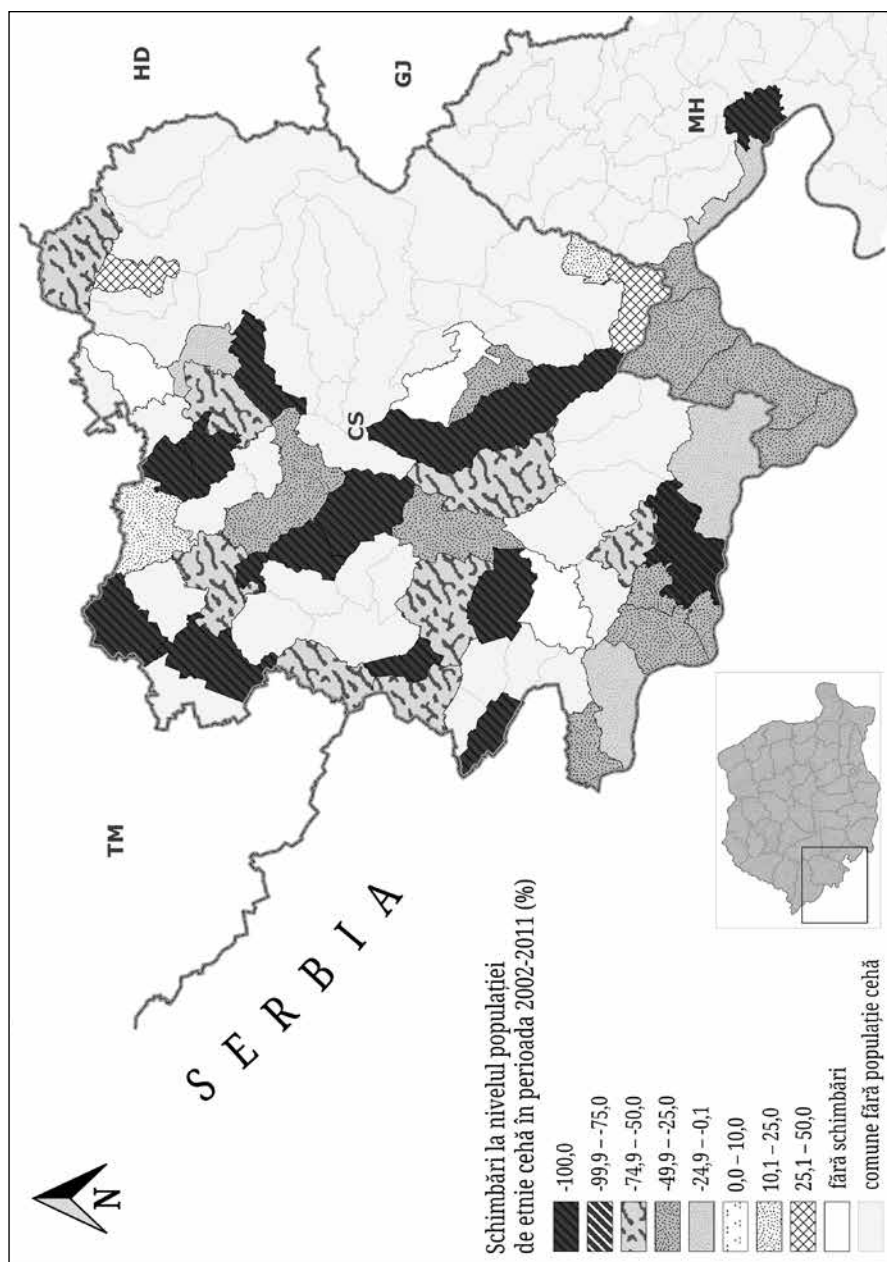 N
TM
SERBIA
HD
GJ
CS
MH
Schimbări la nivelul populației
de etnie cehă în perioada 2002-2011 (%)
-100,0
-99,9 – -75,0
-74,9 – -50,0
-49,9 – -25,0
-24,9 – -0,1
0,0 – 10,0
10,1 – 25,0
25,1 – 50,0
fără schimbări
comune fără populație cehă